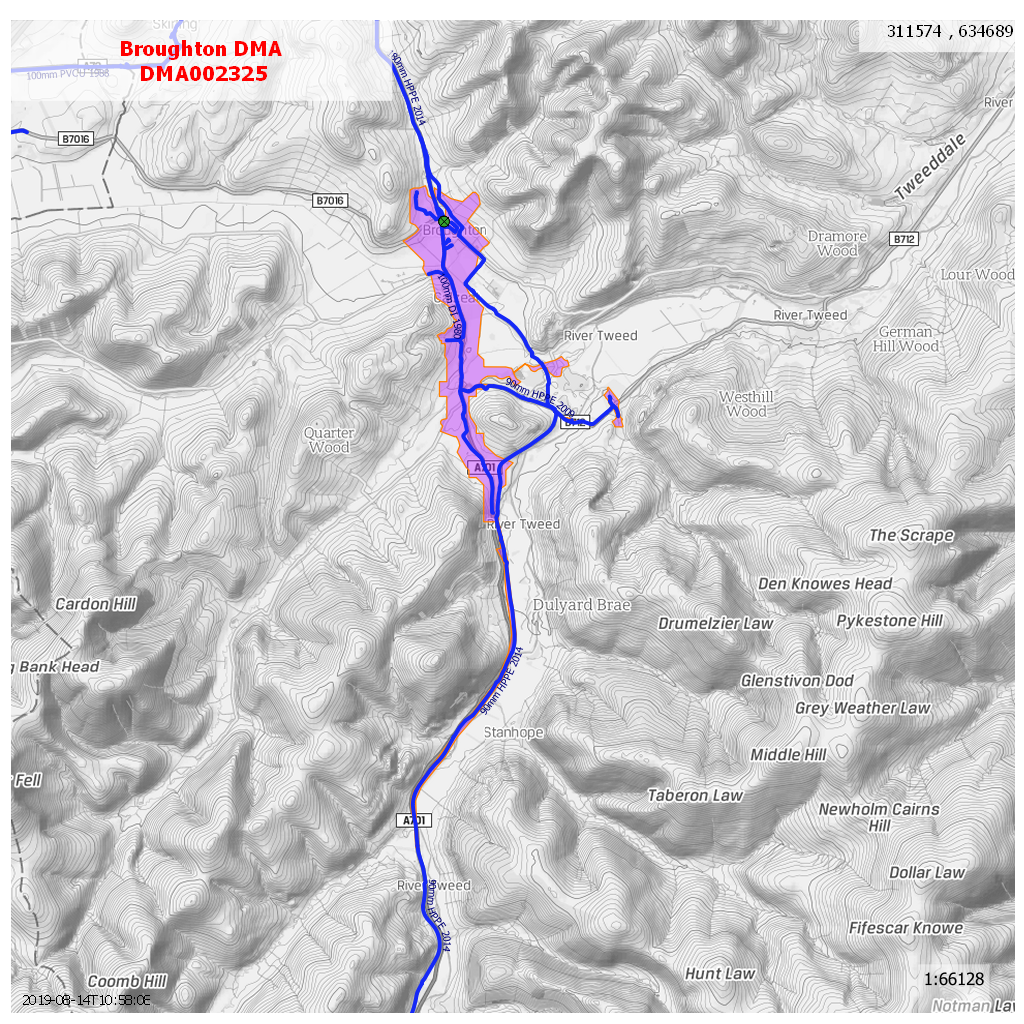 Skirling
311574 , 634689
Broughton DMA
DMA002325
A72
100mm PVCU 1988
90mm HPPE 2014
River
B7016
Tweeddale
B7016
Broughton
B712
Dramore
Wood
Lour Wood
100mm DI 1980
River Tweed
River Tweed
German
Hill Wood
90mm HPPE 2009
Westhill
Wood
B712
Quarter
Wood
A701
River Tweed
The Scrape
Den Knowes Head
Cardon Hill
Dulyard Brae
Drumelzier Law
Pykestone Hill
g Bank Head
90mm HPPE 2014
Glenstivon Dod
Grey Weather Law
Stanhope
Middle Hill
Fell
Taberon Law
Newholm Cairns
Hill
A701
Dollar Law
River Tweed
90mm HPPE 2014
Fifescar Knowe
Hunt Law
Coomb Hill
1:66128
2019-08-14T10:58:06
Notman Law